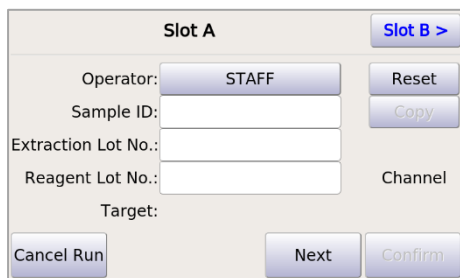 Slot A
Slot B >
Operator: STAFF Reset
Sample ID: Copy
Extraction Lot No.:
Reagent Lot No.: Channel
Target:
Cancel Run Next Confirm